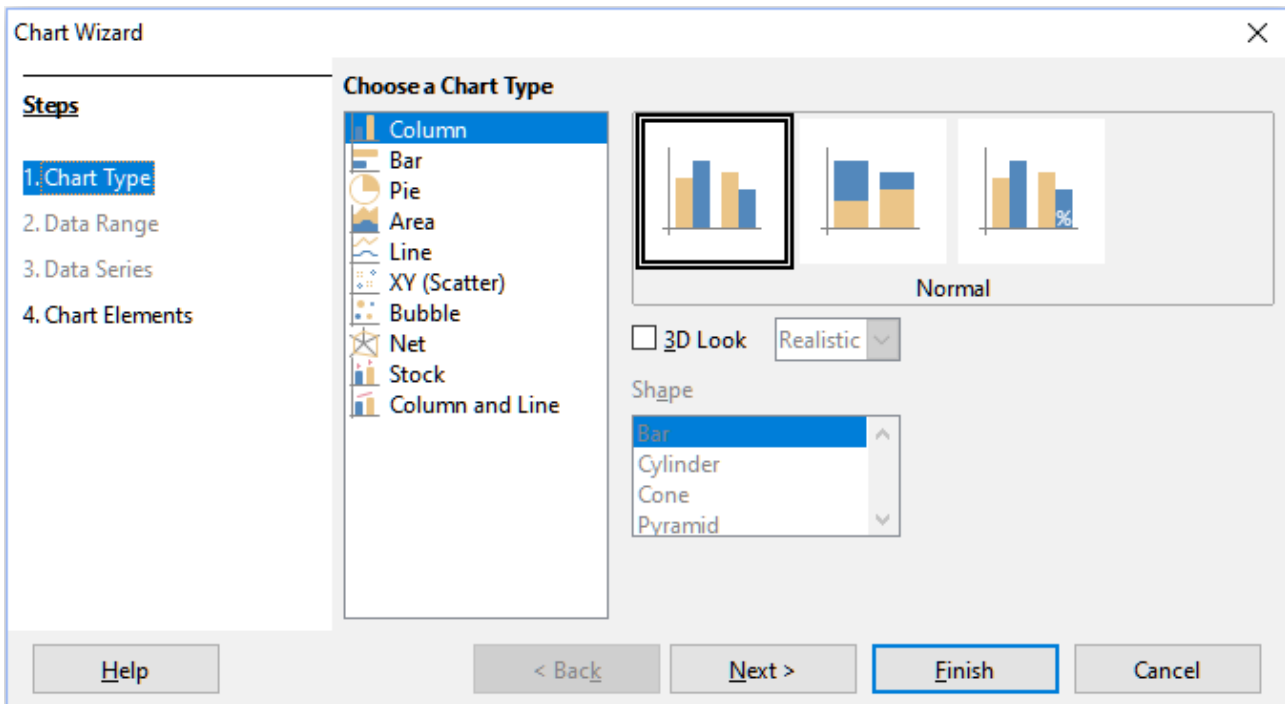 Chart Wizard
Steps
1. Chart Type
2. Data Range
3. Data Series
4. Chart Elements
Choose a Chart Type
Column
Bar
Pie
Area
Line
XY (Scatter)
Bubble
Net
Stock
Column and Line
%
Normal
3D Look
Realistic
Shape
Bar
Cylinder
Cone
Pyramid
Help
< Back
Next >
Finish
Cancel